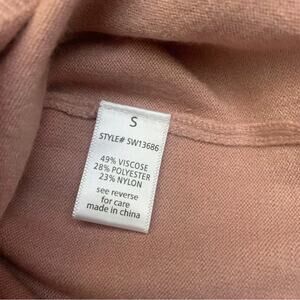 S
STYLE# SW13686
49% VISCOSE
28% POLYESTER
23% NYLON
see reverse
for care
made in china